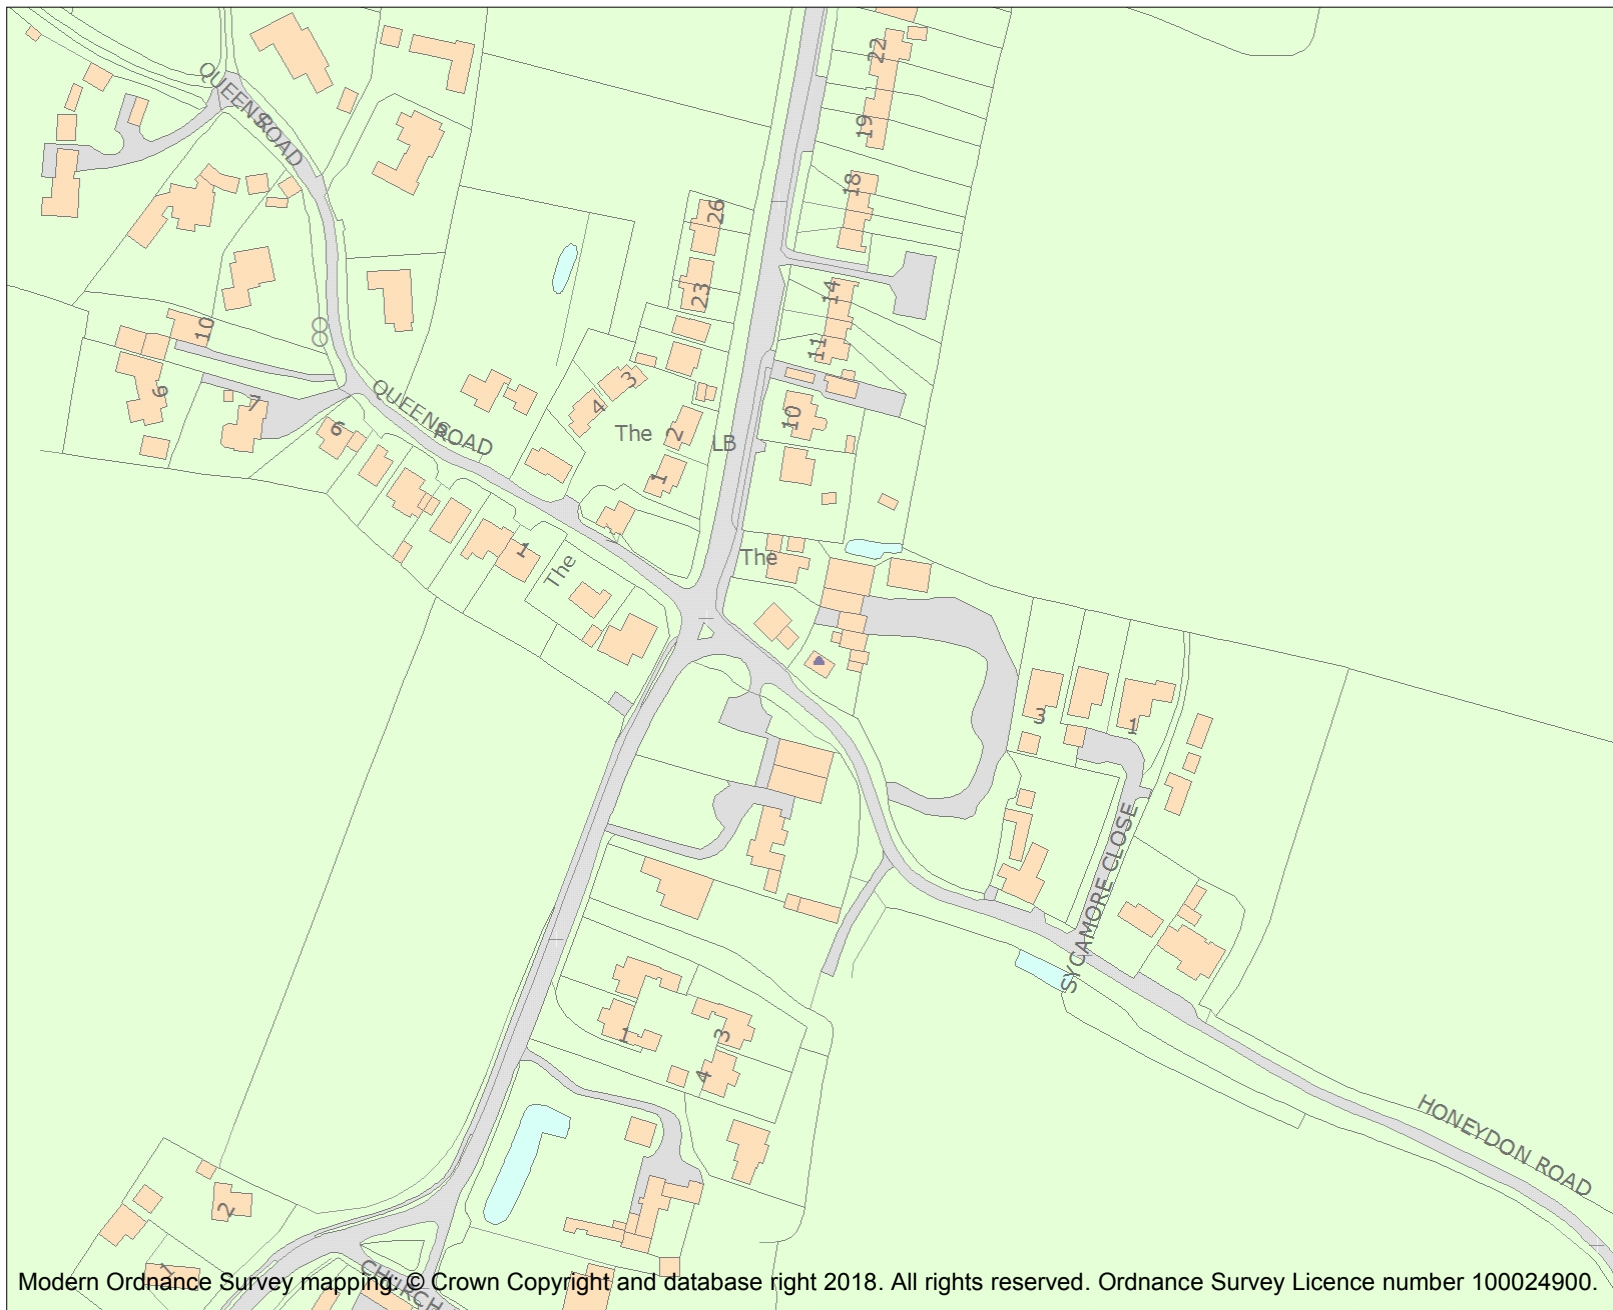 22
QUEENS
ROAD
19
18
26
14
23
10
11
3
9
QUEENS
ROAD
7
4
10
6
The
2
LB
1
1
The
The
3
1
SYCAMORE CLOSE
1
3
4
HONEYDON ROAD
2
1
CHURCH
Modern Ordnance Survey mapping: © Crown Copyright and database right 2018. All rights reserved. Ordnance Survey Licence number 100024900.